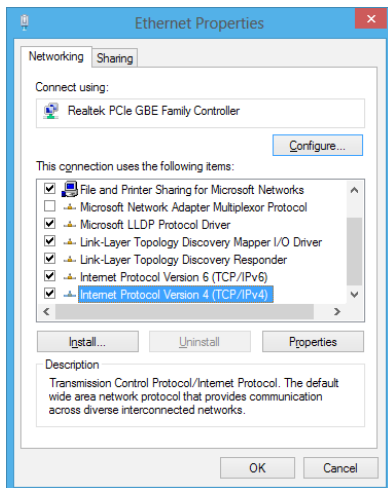 Ethernet Properties
Networking
Sharing
Connect using:
Realtek PCIe GBE Family Controller
Configure...
This connection uses the following items:
File and Printer Sharing for Microsoft Networks
Microsoft Network Adapter Multiplexor Protocol
Microsoft LLDP Protocol Driver
Link-Layer Topology Discovery Mapper I/O Driver
Link-Layer Topology Discovery Responder
Internet Protocol Version 6 (TCP/IPv6)
Internet Protocol Version 4 (TCP/IPv4)
Install...
Uninstall
Properties
Description
Transmission Control Protocol/Internet Protocol. The default
wide area network protocol that provides communication
across diverse interconnected networks.
OK
Cancel